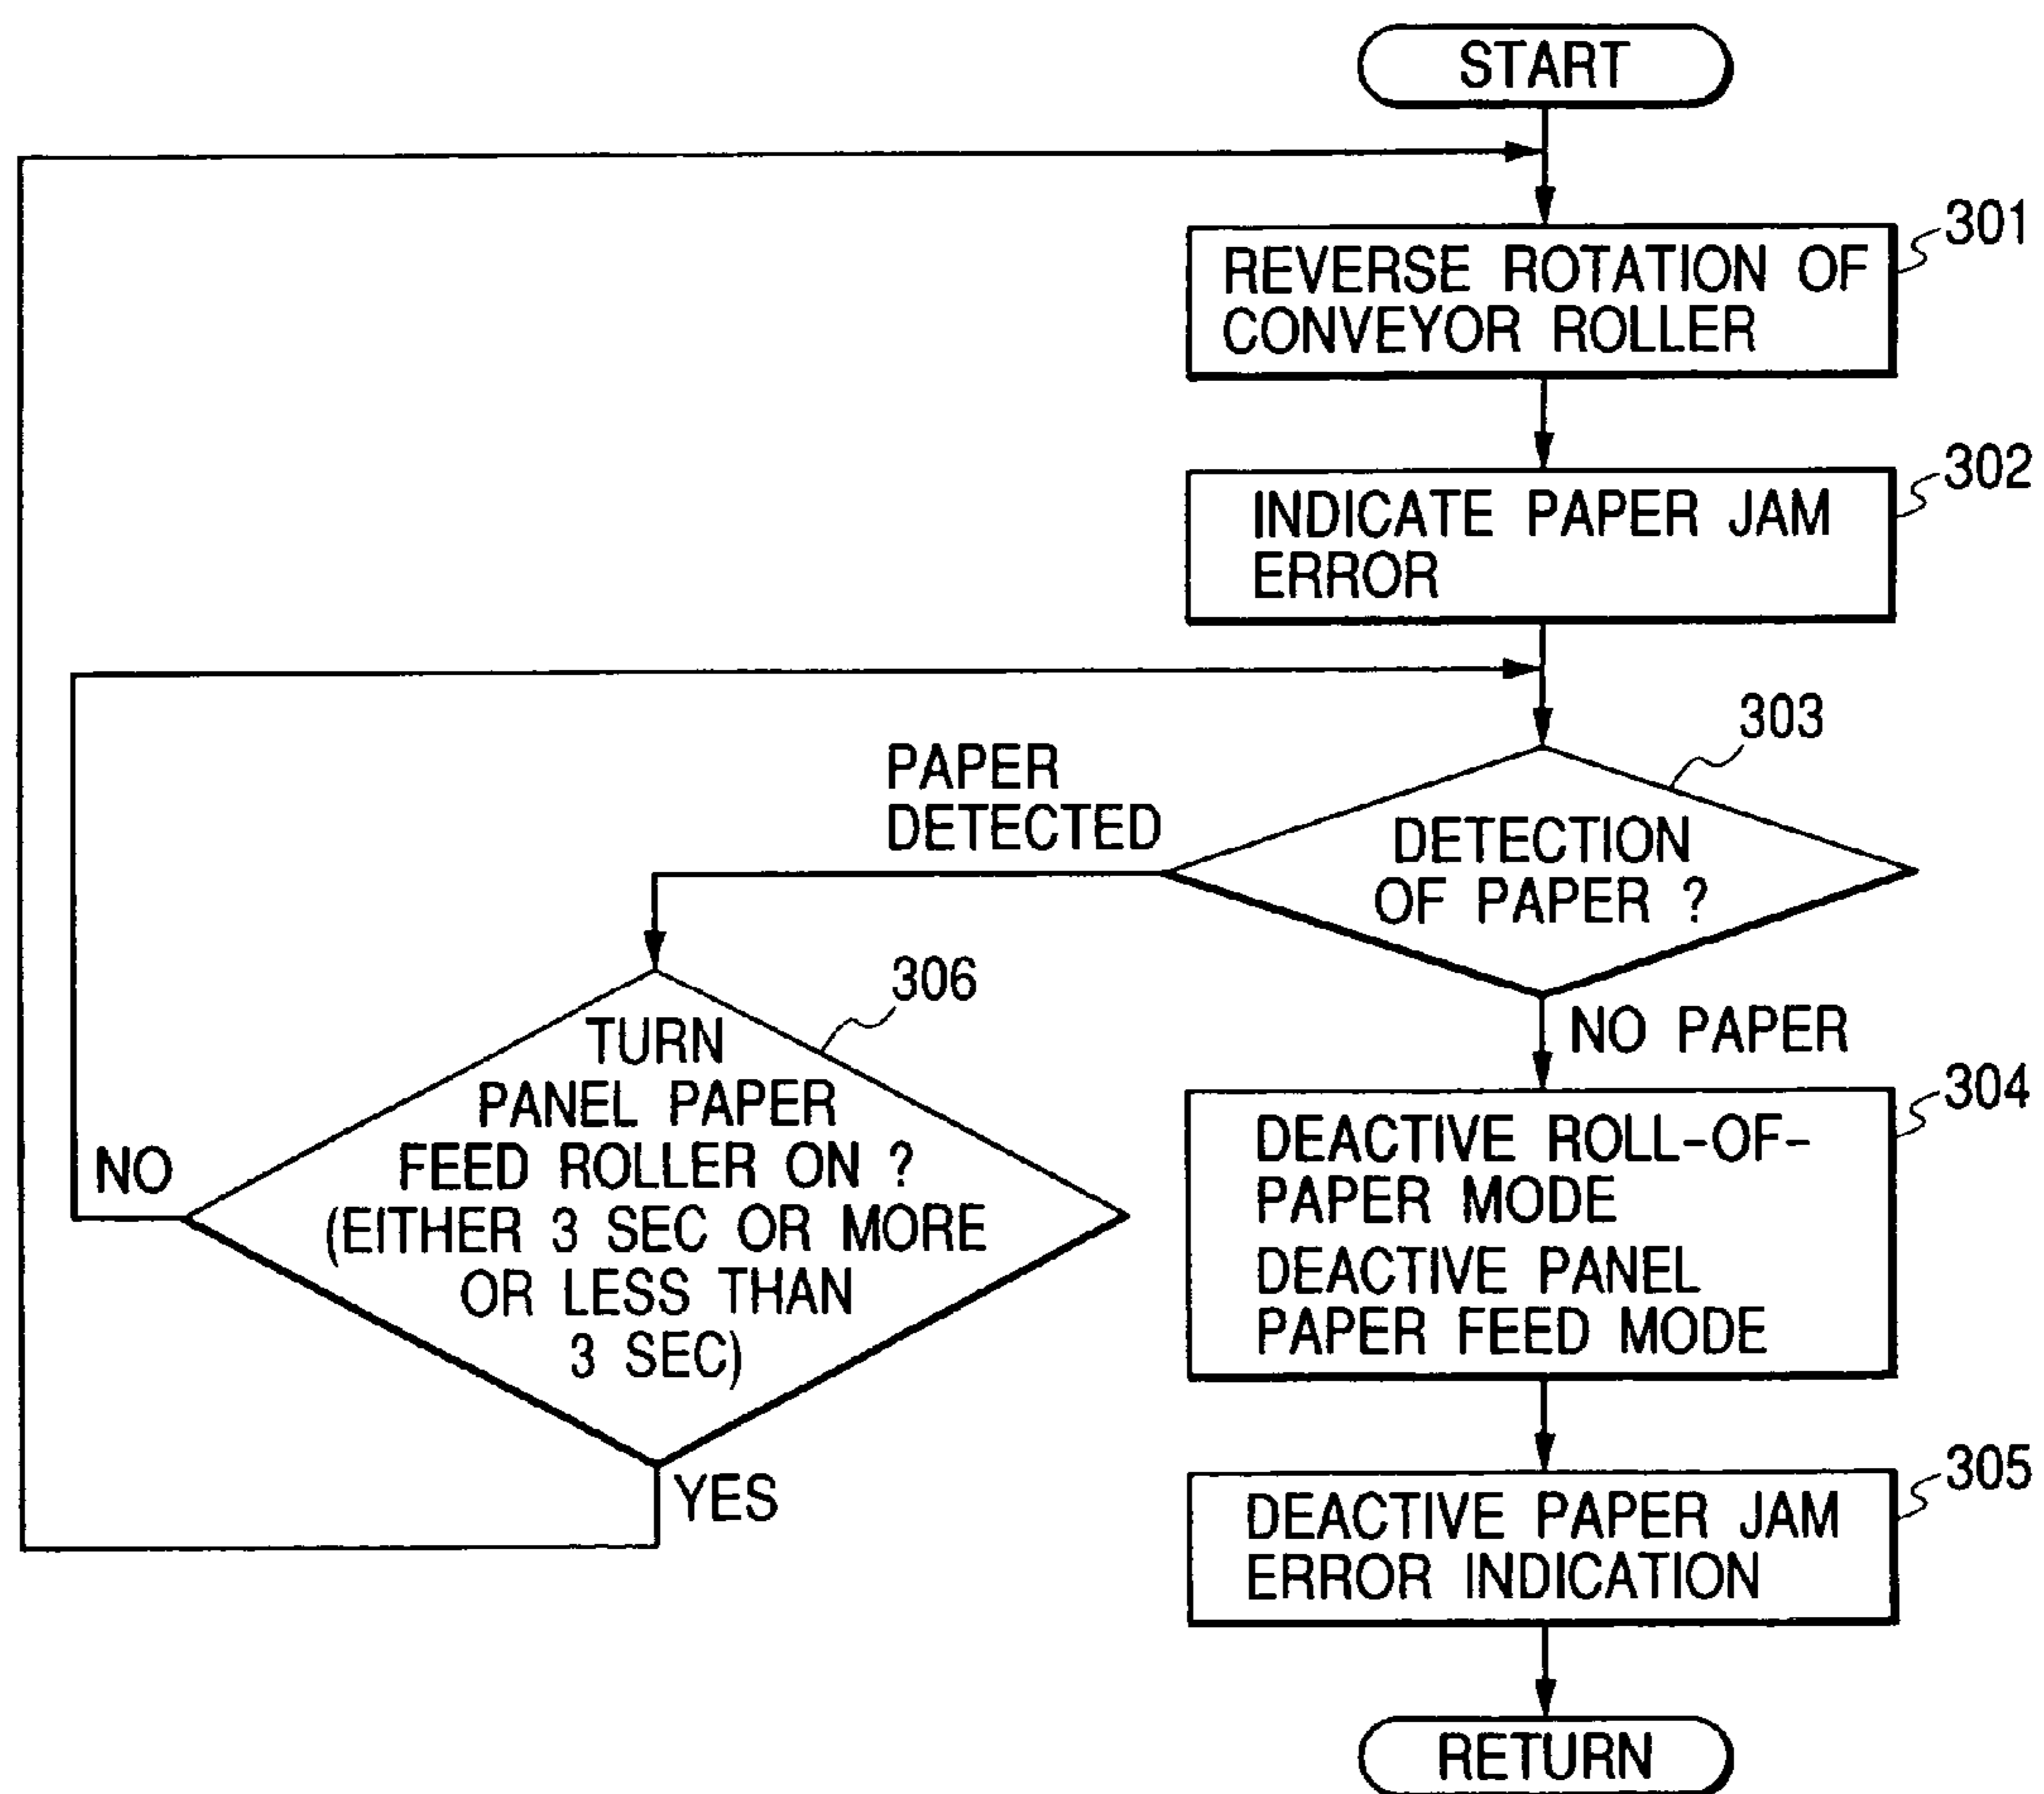 START
301
REVERSE ROTATION OF
CONVEYOR ROLLER
302
INDICATE PAPER JAM
ERROR
303
PAPER
DETECTED
DETECTION
OF PAPER ?
306
TURN
PANEL PAPER
FEED ROLLER ON ?
(EITHER 3 SEC OR MORE
OR LESS THAN
3 SEC)
NO
YES
NO PAPER
304
DEACTIVE ROLL-OF-
PAPER MODE
DEACTIVE PANEL
PAPER FEED MODE
305
DEACTIVE PAPER JAM
ERROR INDICATION
RETURN